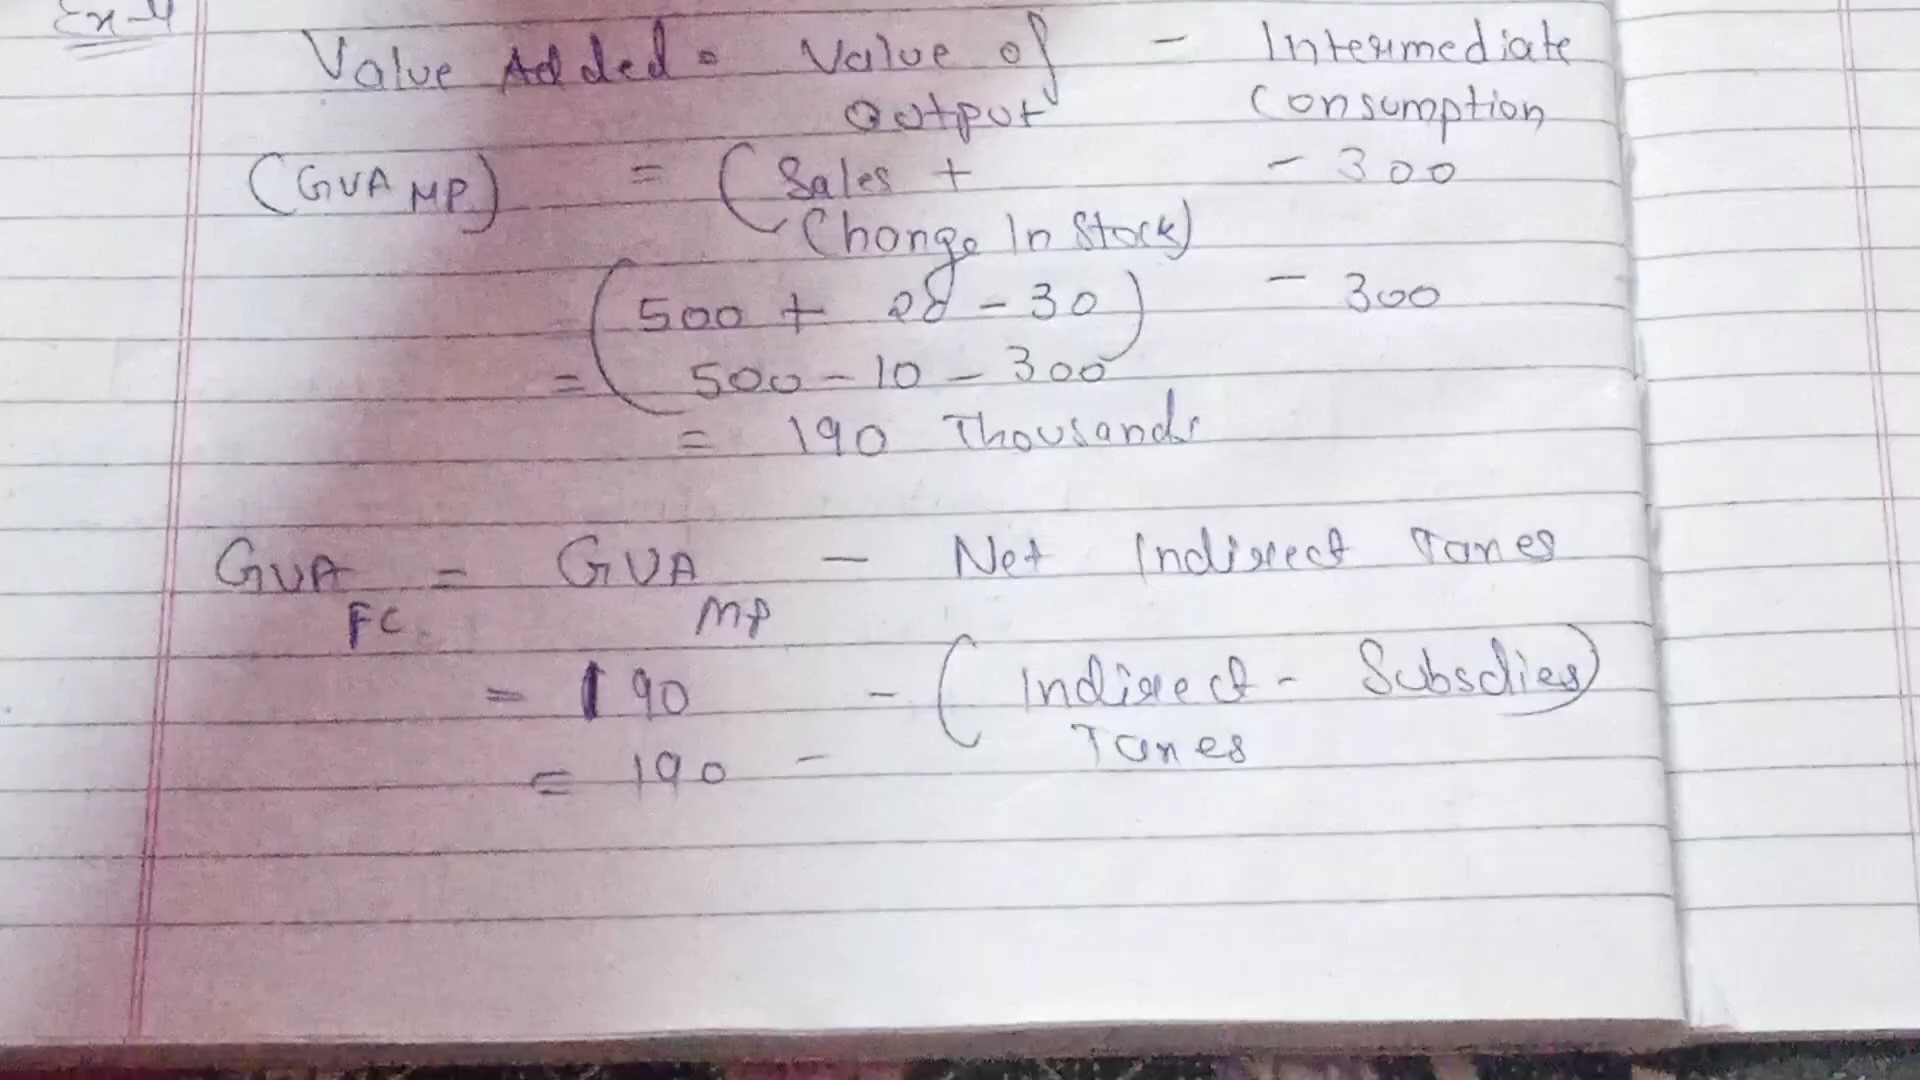 Ex-4
Value Added = Value of - Intermediate
Output Consumption
(GVA MP) = (Sales + - 300
Change In Stock)
= (500 + 20 - 30) - 300
= 500 - 10 - 300
= 190 Thousands
GVA = GVA - Net Indirect Taxes
FC MP
= 190 - (Indirect - Subsdies)
Taxes
= 190 -